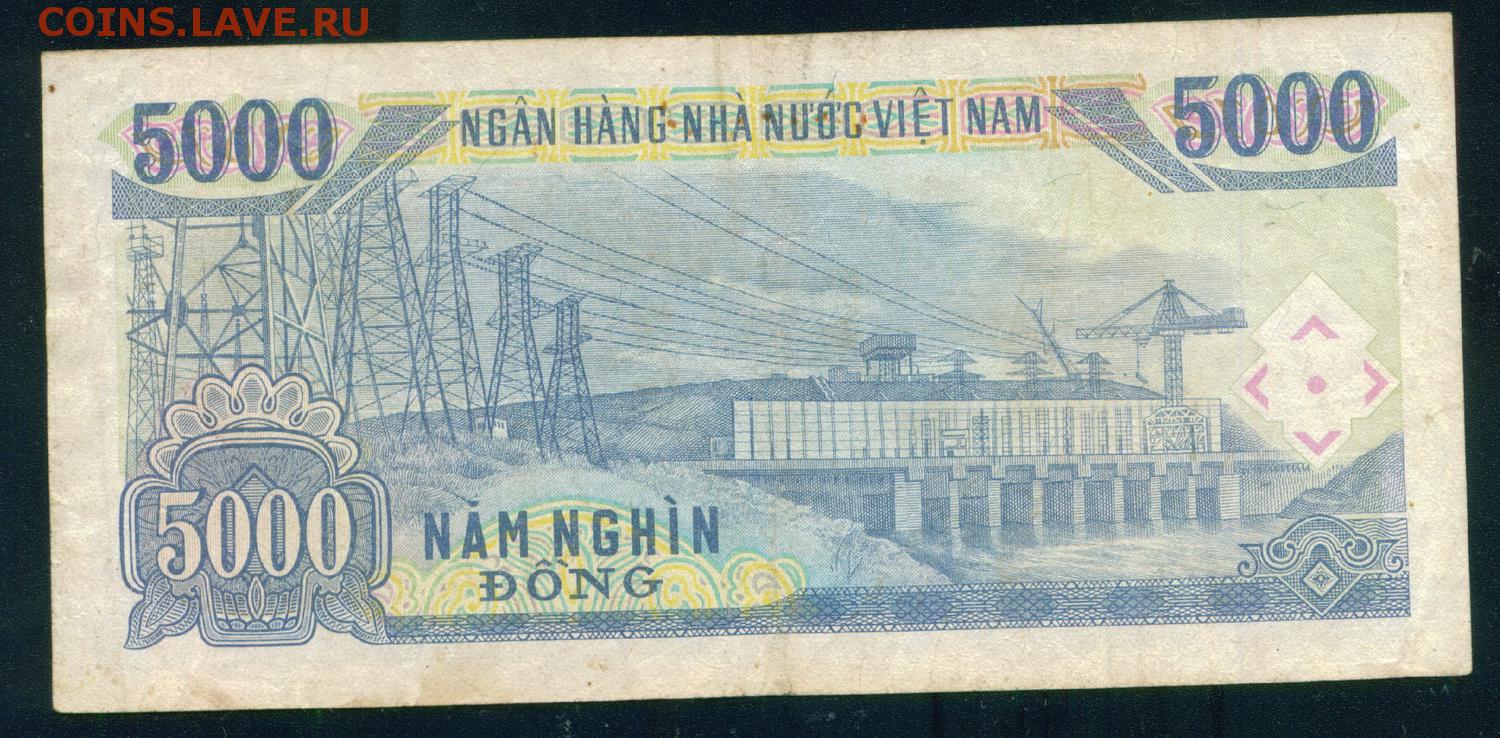 COINS.LAVE.RU
5000 NGÂN HÀNG NHÀ NƯỚC VIỆT NAM 5000
5000
NĂM NGHÌN
ĐỒNG